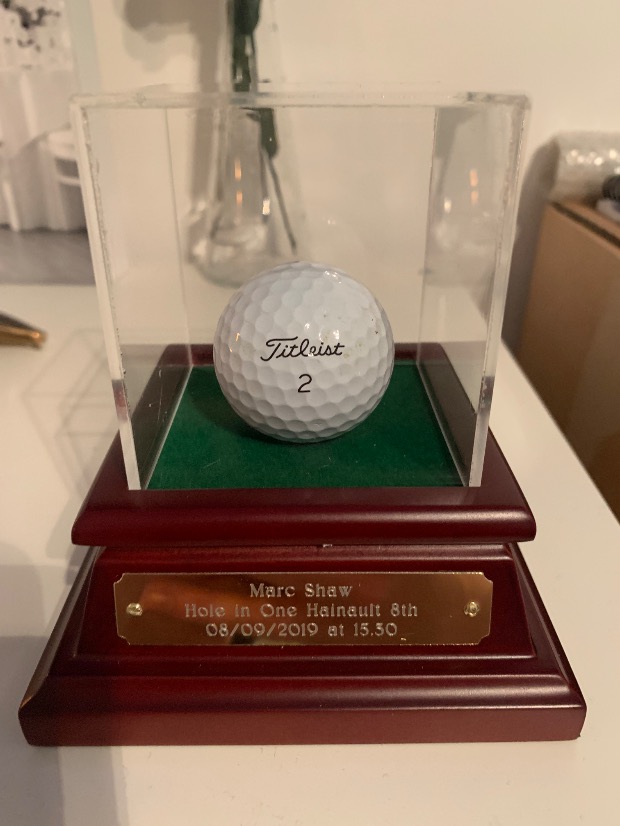 Titleist
2
Marc Shaw
Hole in One Hainault 8th
08/09/2019 at 15.30